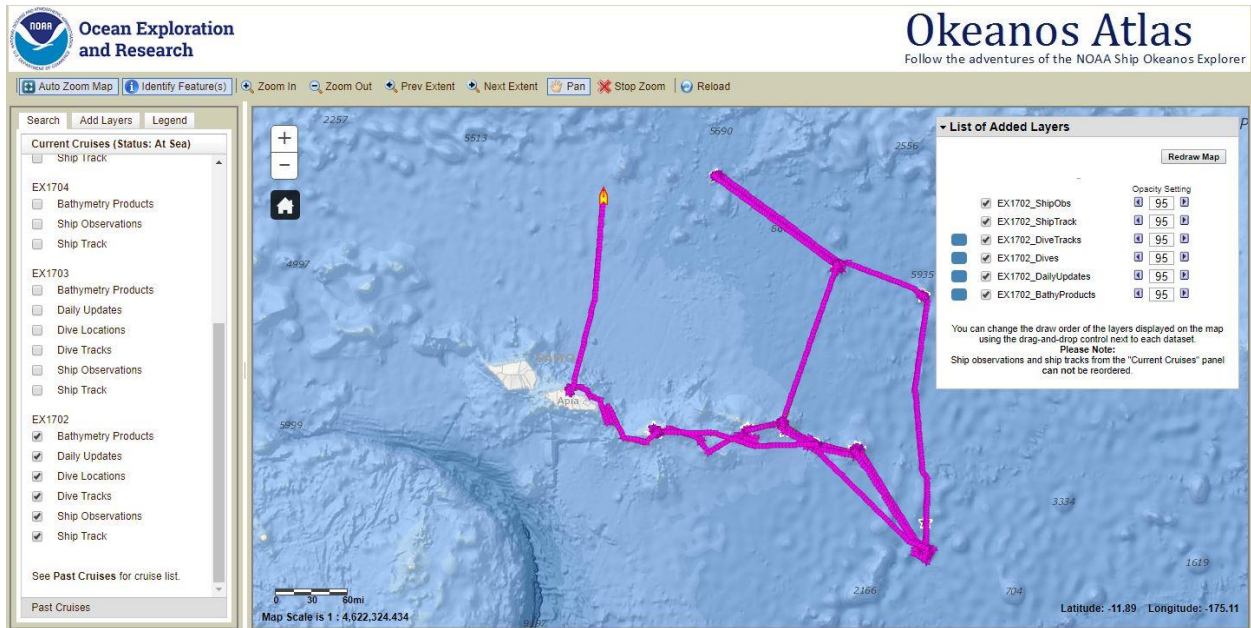 NOAA
Ocean Exploration
and Research
Okeanos Atlas
Follow the adventures of the NOAA Ship Okeanos Explorer
Auto Zoom Map Identify Feature(s) Zoom In Zoom Out Prev Extent Next Extent Pan Stop Zoom Reload
Search Add Layers Legend
Current Cruises (Status: At Sea)
Ship Track
EX1704
Bathymetry Products
Ship Observations
Ship Track
EX1703
Bathymetry Products
Daily Updates
Dive Locations
Dive Tracks
Ship Observations
Ship Track
EX1702
Bathymetry Products
Daily Updates
Dive Locations
Dive Tracks
Ship Observations
Ship Track
See Past Cruises for cruise list.
Past Cruises
+
−
2257
5513
5690
2556
4997
5935
Apia
5999
3334
1619
2166
704
9197
0 30 60mi
Map Scale is 1 : 4,622,324.434
Latitude: -11.89 Longitude: -175.11
List of Added Layers
Redraw Map
Opacity Setting
EX1702_ShipObs 95
EX1702_ShipTrack 95
EX1702_DiveTracks 95
EX1702_Dives 95
EX1702_DailyUpdates 95
EX1702_BathyProducts 95
You can change the draw order of the layers displayed on the map
using the drag-and-drop control next to each dataset.
Please Note:
Ship observations and ship tracks from the "Current Cruises" panel
can not be reordered.